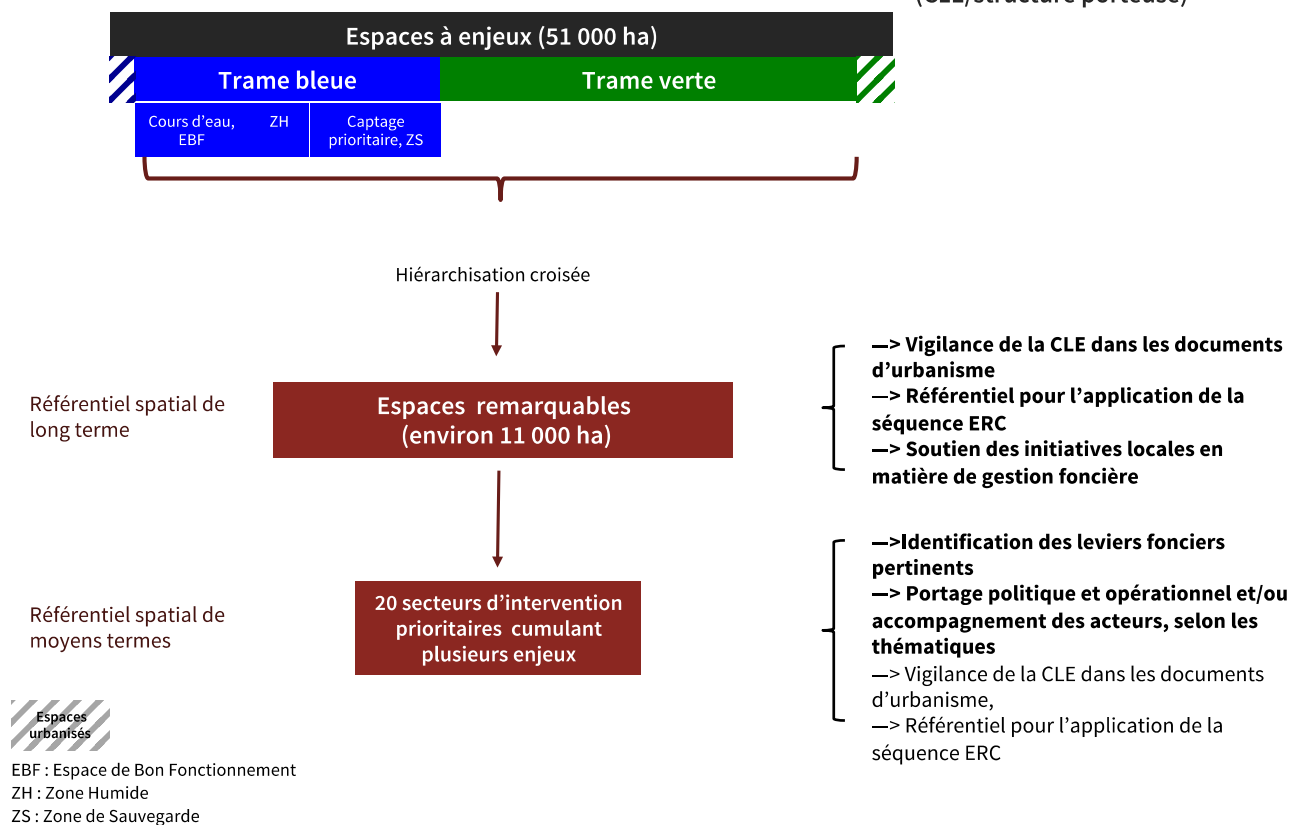 (CLE/structure porteuse)
Espaces à enjeux (51 000 ha)
Trame bleue
Trame verte
Cours d’eau,
EBF
ZH
Captage
prioritaire, ZS
Hiérarchisation croisée
Référentiel spatial de
long terme
Espaces remarquables
(environ 11 000 ha)
—> Vigilance de la CLE dans les documents
d’urbanisme
—> Référentiel pour l’application de la
séquence ERC
—> Soutien des initiatives locales en
matière de gestion foncière
Référentiel spatial de
moyens termes
20 secteurs d’intervention
prioritaires cumulant
plusieurs enjeux
—>Identification des leviers fonciers
pertinents
—> Portage politique et opérationnel et/ou
accompagnement des acteurs, selon les
thématiques
—> Vigilance de la CLE dans les documents
d’urbanisme,
—> Référentiel pour l’application de la
séquence ERC
Espaces
urbanisés
EBF : Espace de Bon Fonctionnement
ZH : Zone Humide
ZS : Zone de Sauvegarde